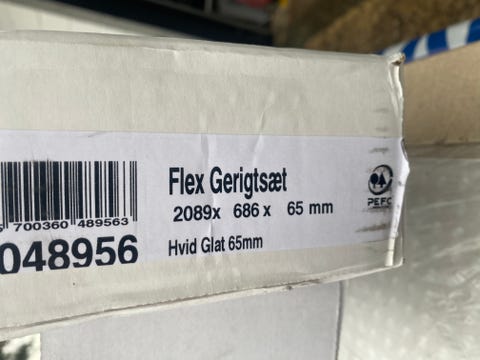 Flex Gerigtsæt
2089x 686 x 65 mm
Hvid Glat 65mm
700360 489563
048956
PEFC